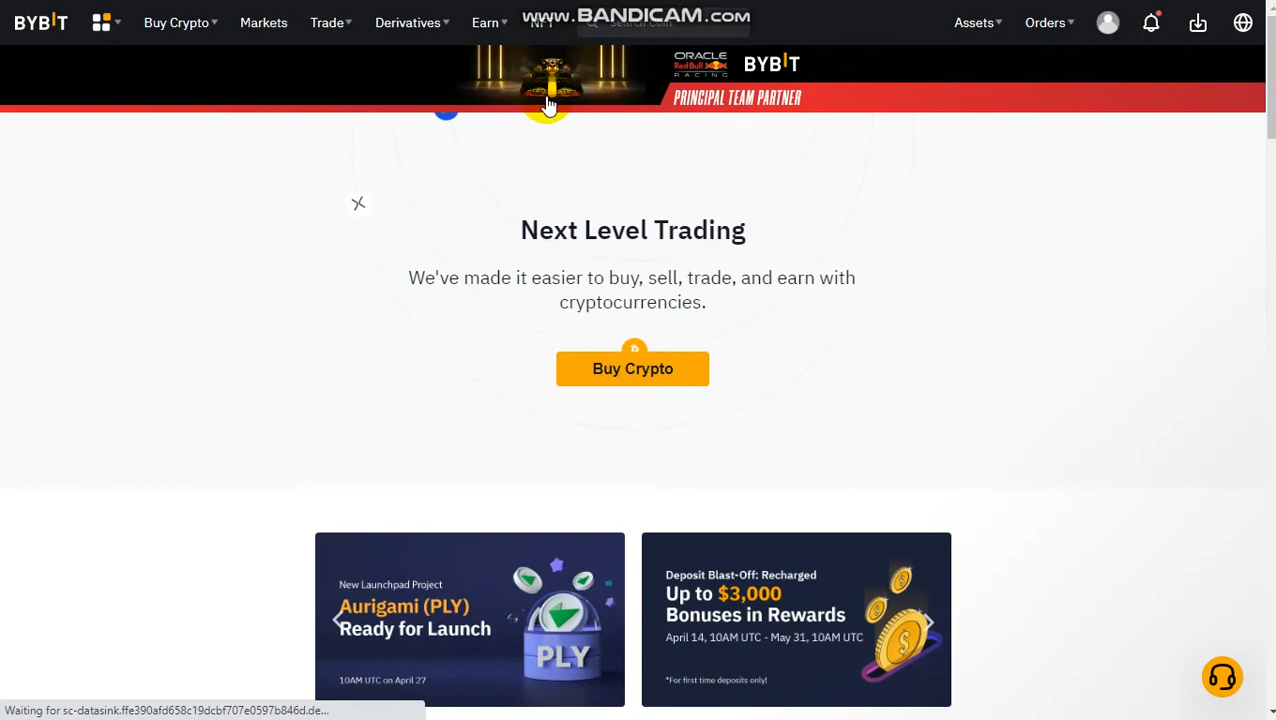 BYBIT
Buy Crypto
Markets
Trade
Derivatives
Earn
NFT
Search Coin
www.BANDICAM.COM
Assets
Orders
ORACLE
Red Bull
RACING
BYBIT
PRINCIPAL TEAM PARTNER
Next Level Trading
We've made it easier to buy, sell, trade, and earn with
cryptocurrencies.
Buy Crypto
New Launchpad Project
Aurigami (PLY)
Ready for Launch
10AM UTC on April 27
PLY
Deposit Blast-Off: Recharged
Up to $3,000
Bonuses in Rewards
April 14, 10AM UTC - May 31, 10AM UTC
*For first time deposits only!
Waiting for sc-datasink.ffe390afd658c19dcbf707e0597b846d.de...